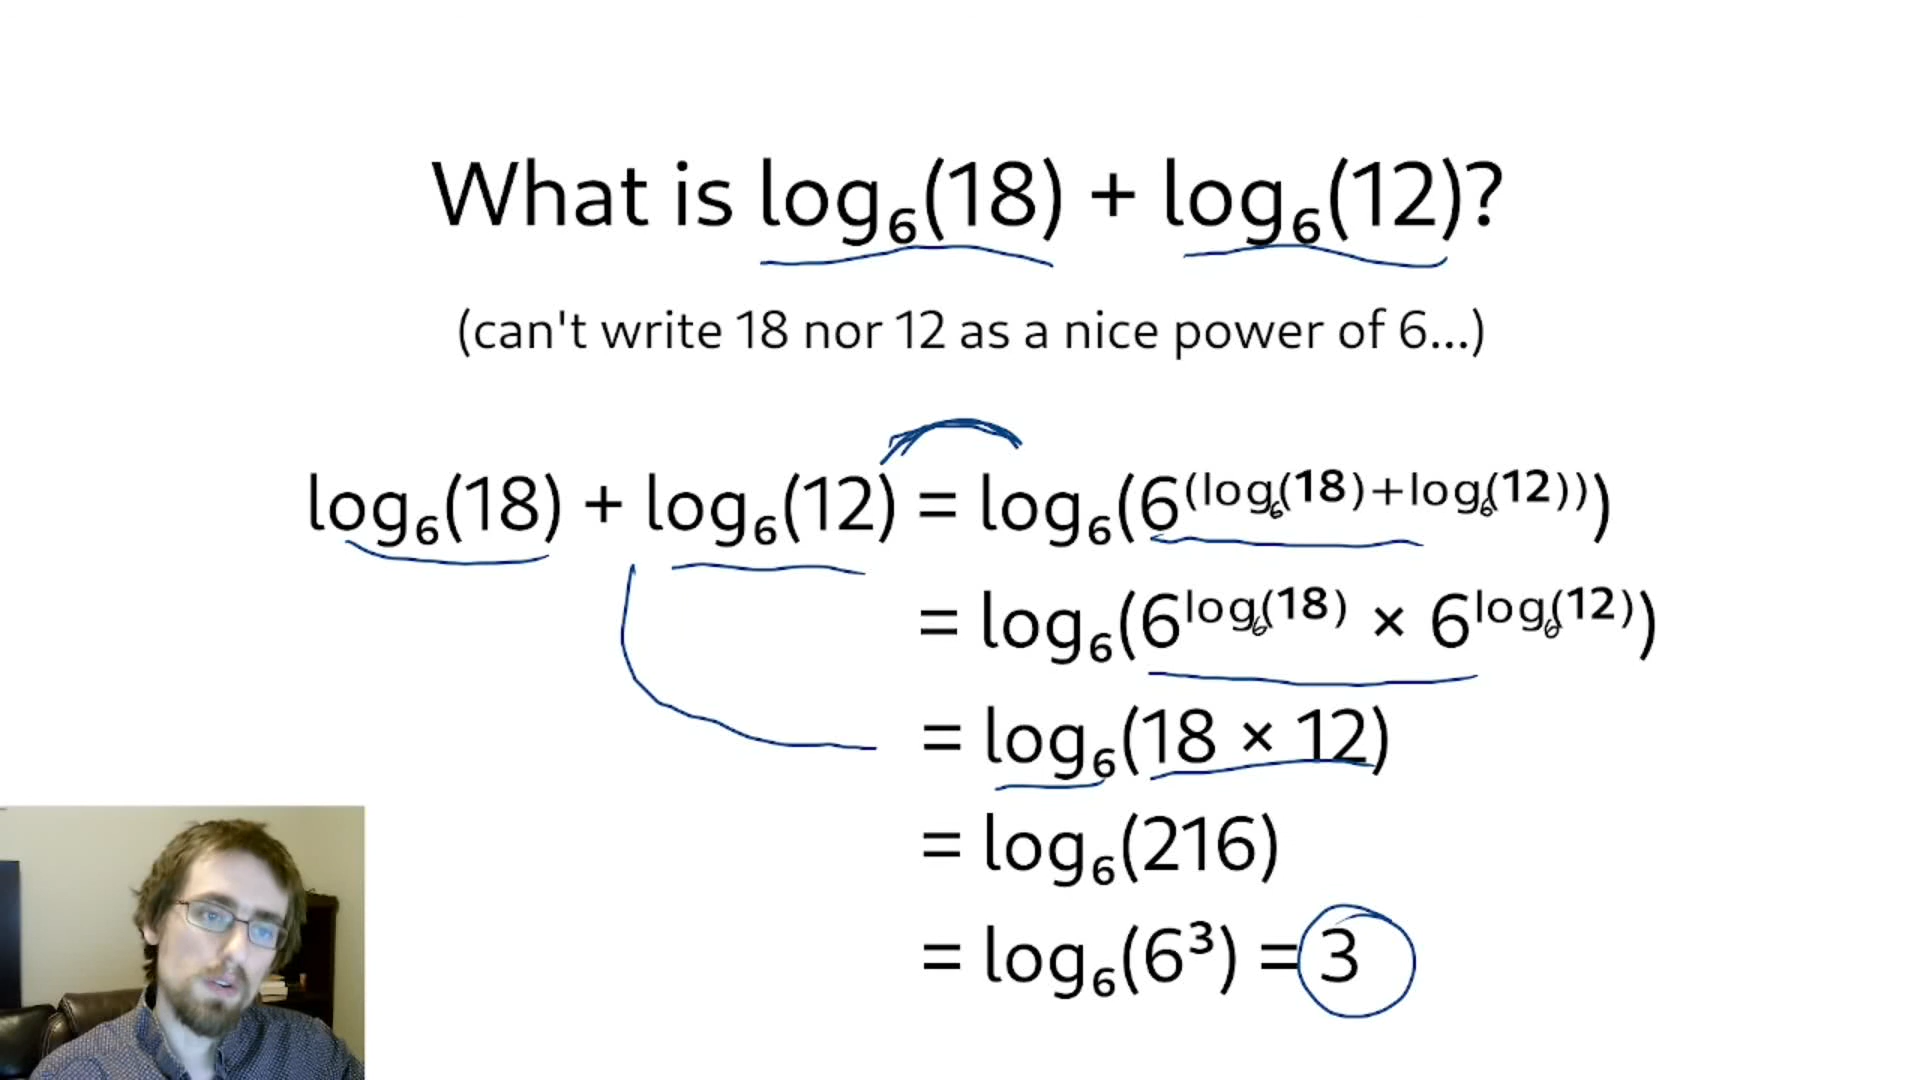 What is log₆(18) + log₆(12)?
(can't write 18 nor 12 as a nice power of 6...)
log₆(18) + log₆(12) = log₆(6^(log₆(18)+log₆(12)))
= log₆(6^log₆(18) × 6^log₆(12))
= log₆(18 × 12)
= log₆(216)
= log₆(6³) = 3